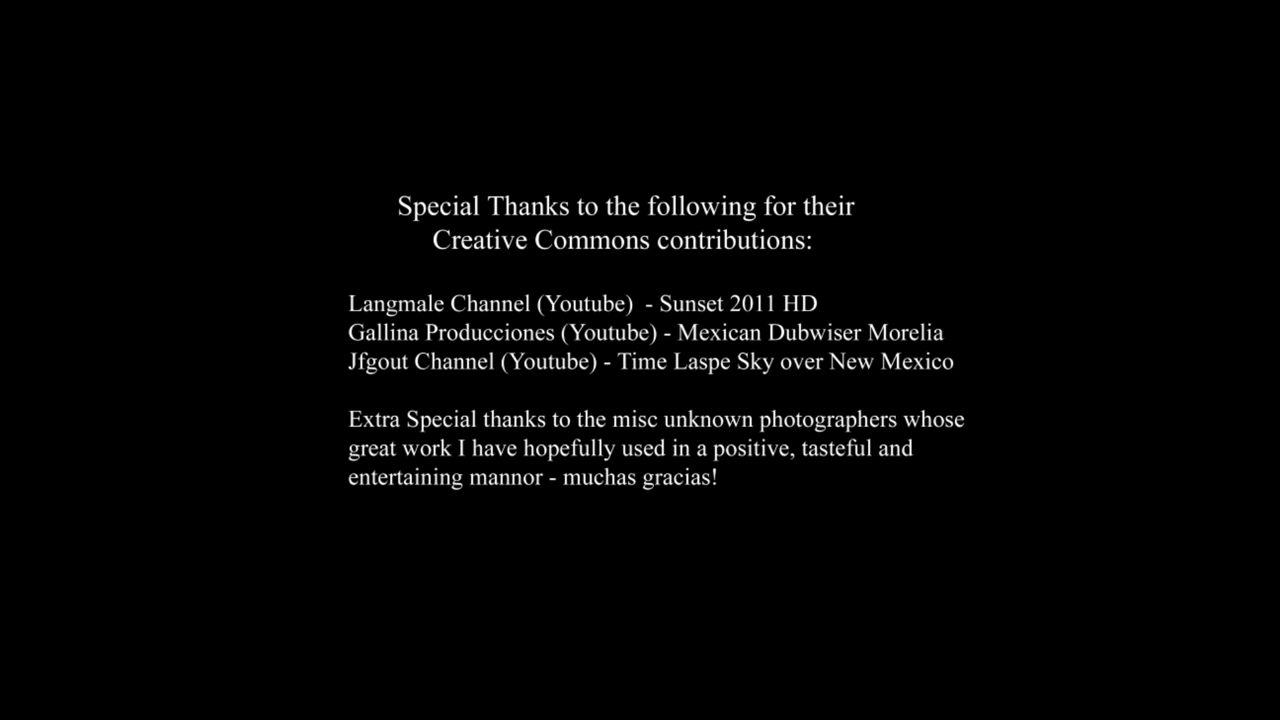 Special Thanks to the following for their
Creative Commons contributions:
Langmale Channel (Youtube)  - Sunset 2011 HD
Gallina Producciones (Youtube) - Mexican Dubwiser Morelia
Jfgout Channel (Youtube) - Time Laspe Sky over New Mexico
Extra Special thanks to the misc unknown photographers whose
great work I have hopefully used in a positive, tasteful and
entertaining mannor - muchas gracias!